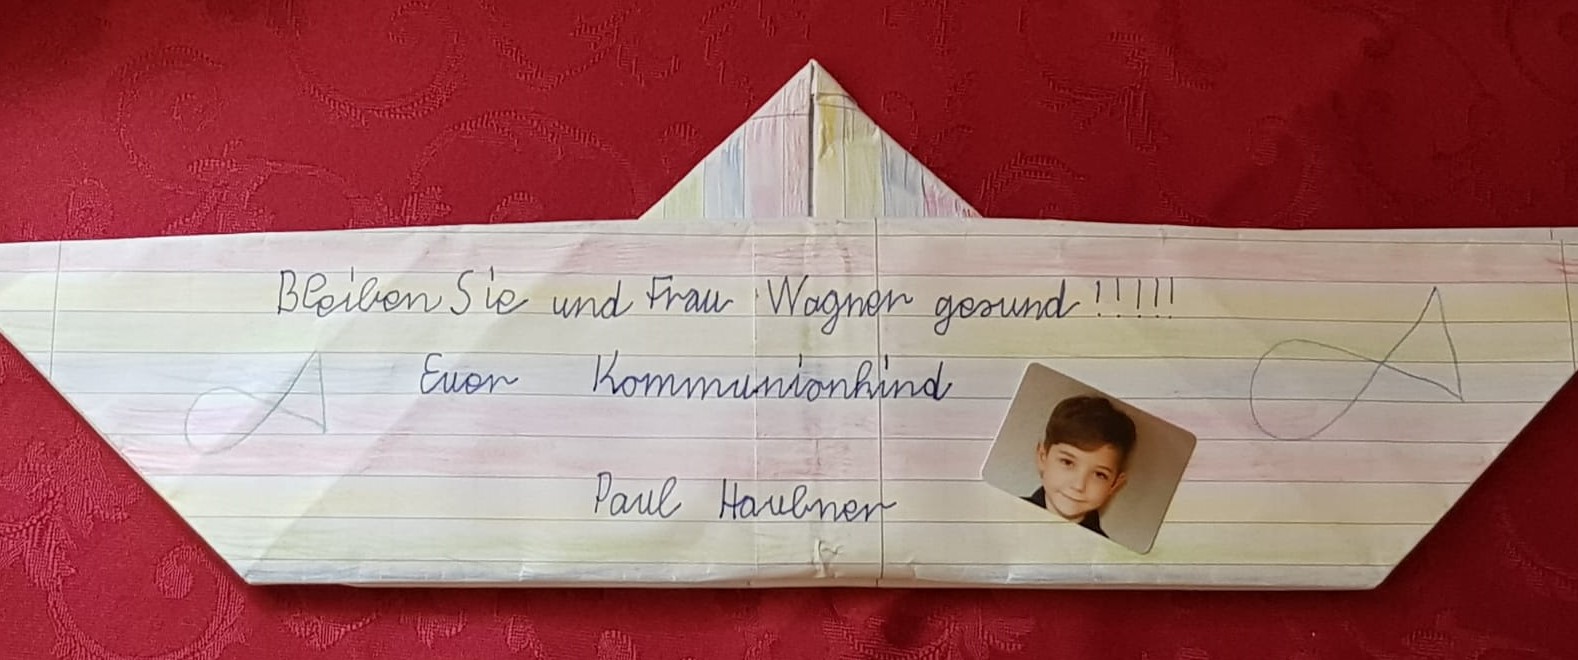 Bleiben Sie und Frau Wagner gesund!!!!!
Euer Kommunionkind
Paul Haubner